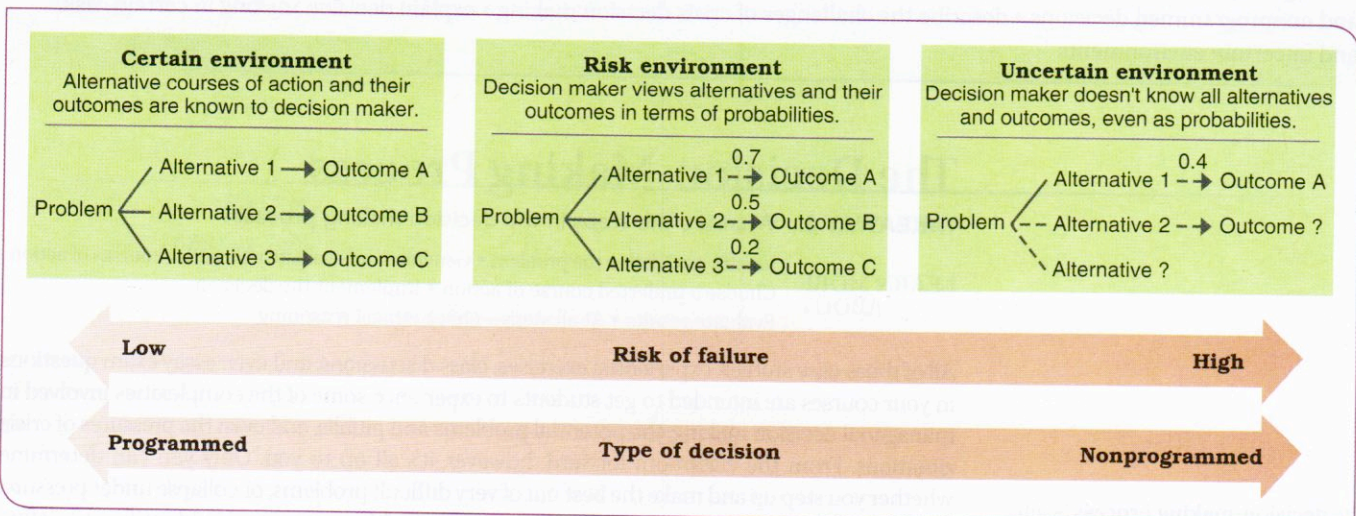 Certain environment
Alternative courses of action and their
outcomes are known to decision maker.
Problem
Alternative 1 Outcome A
Alternative 2 Outcome B
Alternative 3 Outcome C
Risk environment
Decision maker views alternatives and their
outcomes in terms of probabilities.
Problem
0.7
Alternative 1 Outcome A
0.5
Alternative 2 Outcome B
0.2
Alternative 3 Outcome C
Uncertain environment
Decision maker doesn't know all alternatives
and outcomes, even as probabilities.
Problem
0.4
Alternative 1 Outcome A
Alternative 2 Outcome ?
Alternative ?
Low Risk of failure High
Programmed Type of decision Nonprogrammed